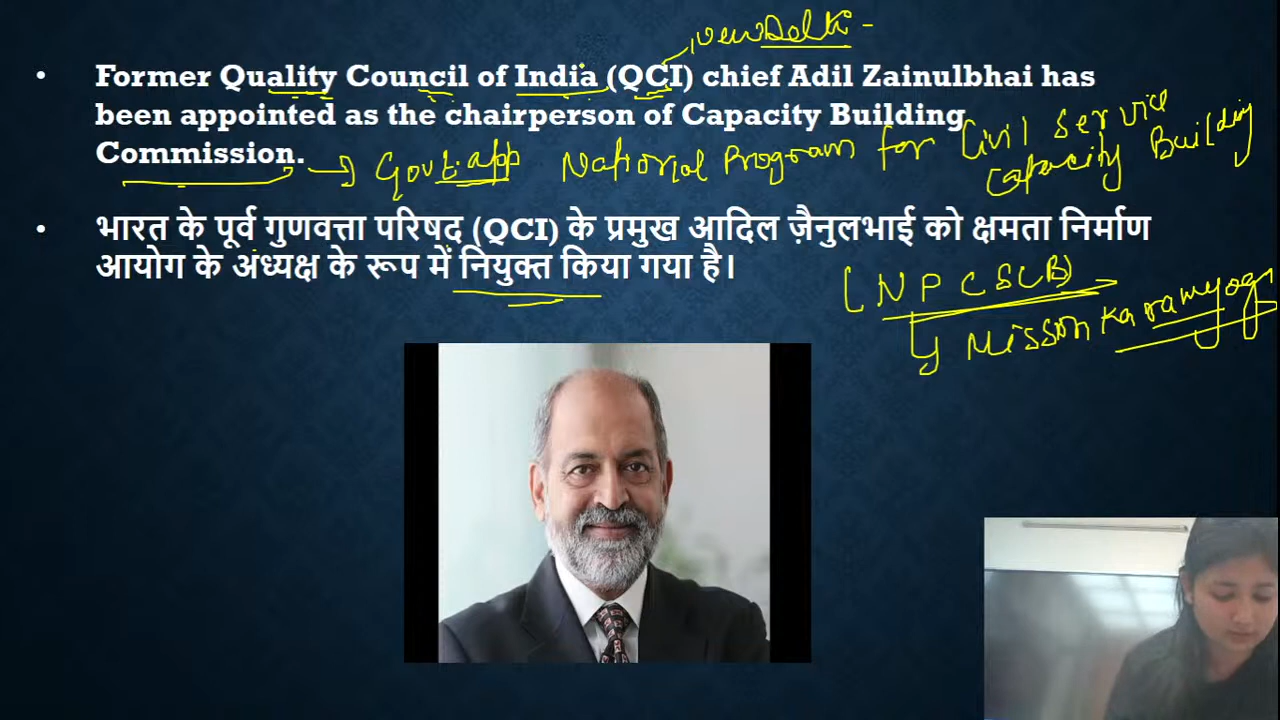 New Delhi -
• Former Quality Council of India (QCI) chief Adil Zainulbhai has
been appointed as the chairperson of Capacity Building
Commission.
→ Govt. app National Program for Civil Service
Capacity Building
• भारत के पूर्व गुणवत्ता परिषद (QCI) के प्रमुख आदिल ज़ैनुलभाई को क्षमता निर्माण
आयोग के अध्यक्ष के रूप में नियुक्त किया गया है।
(NPCSCB)
Mission Karamyogi